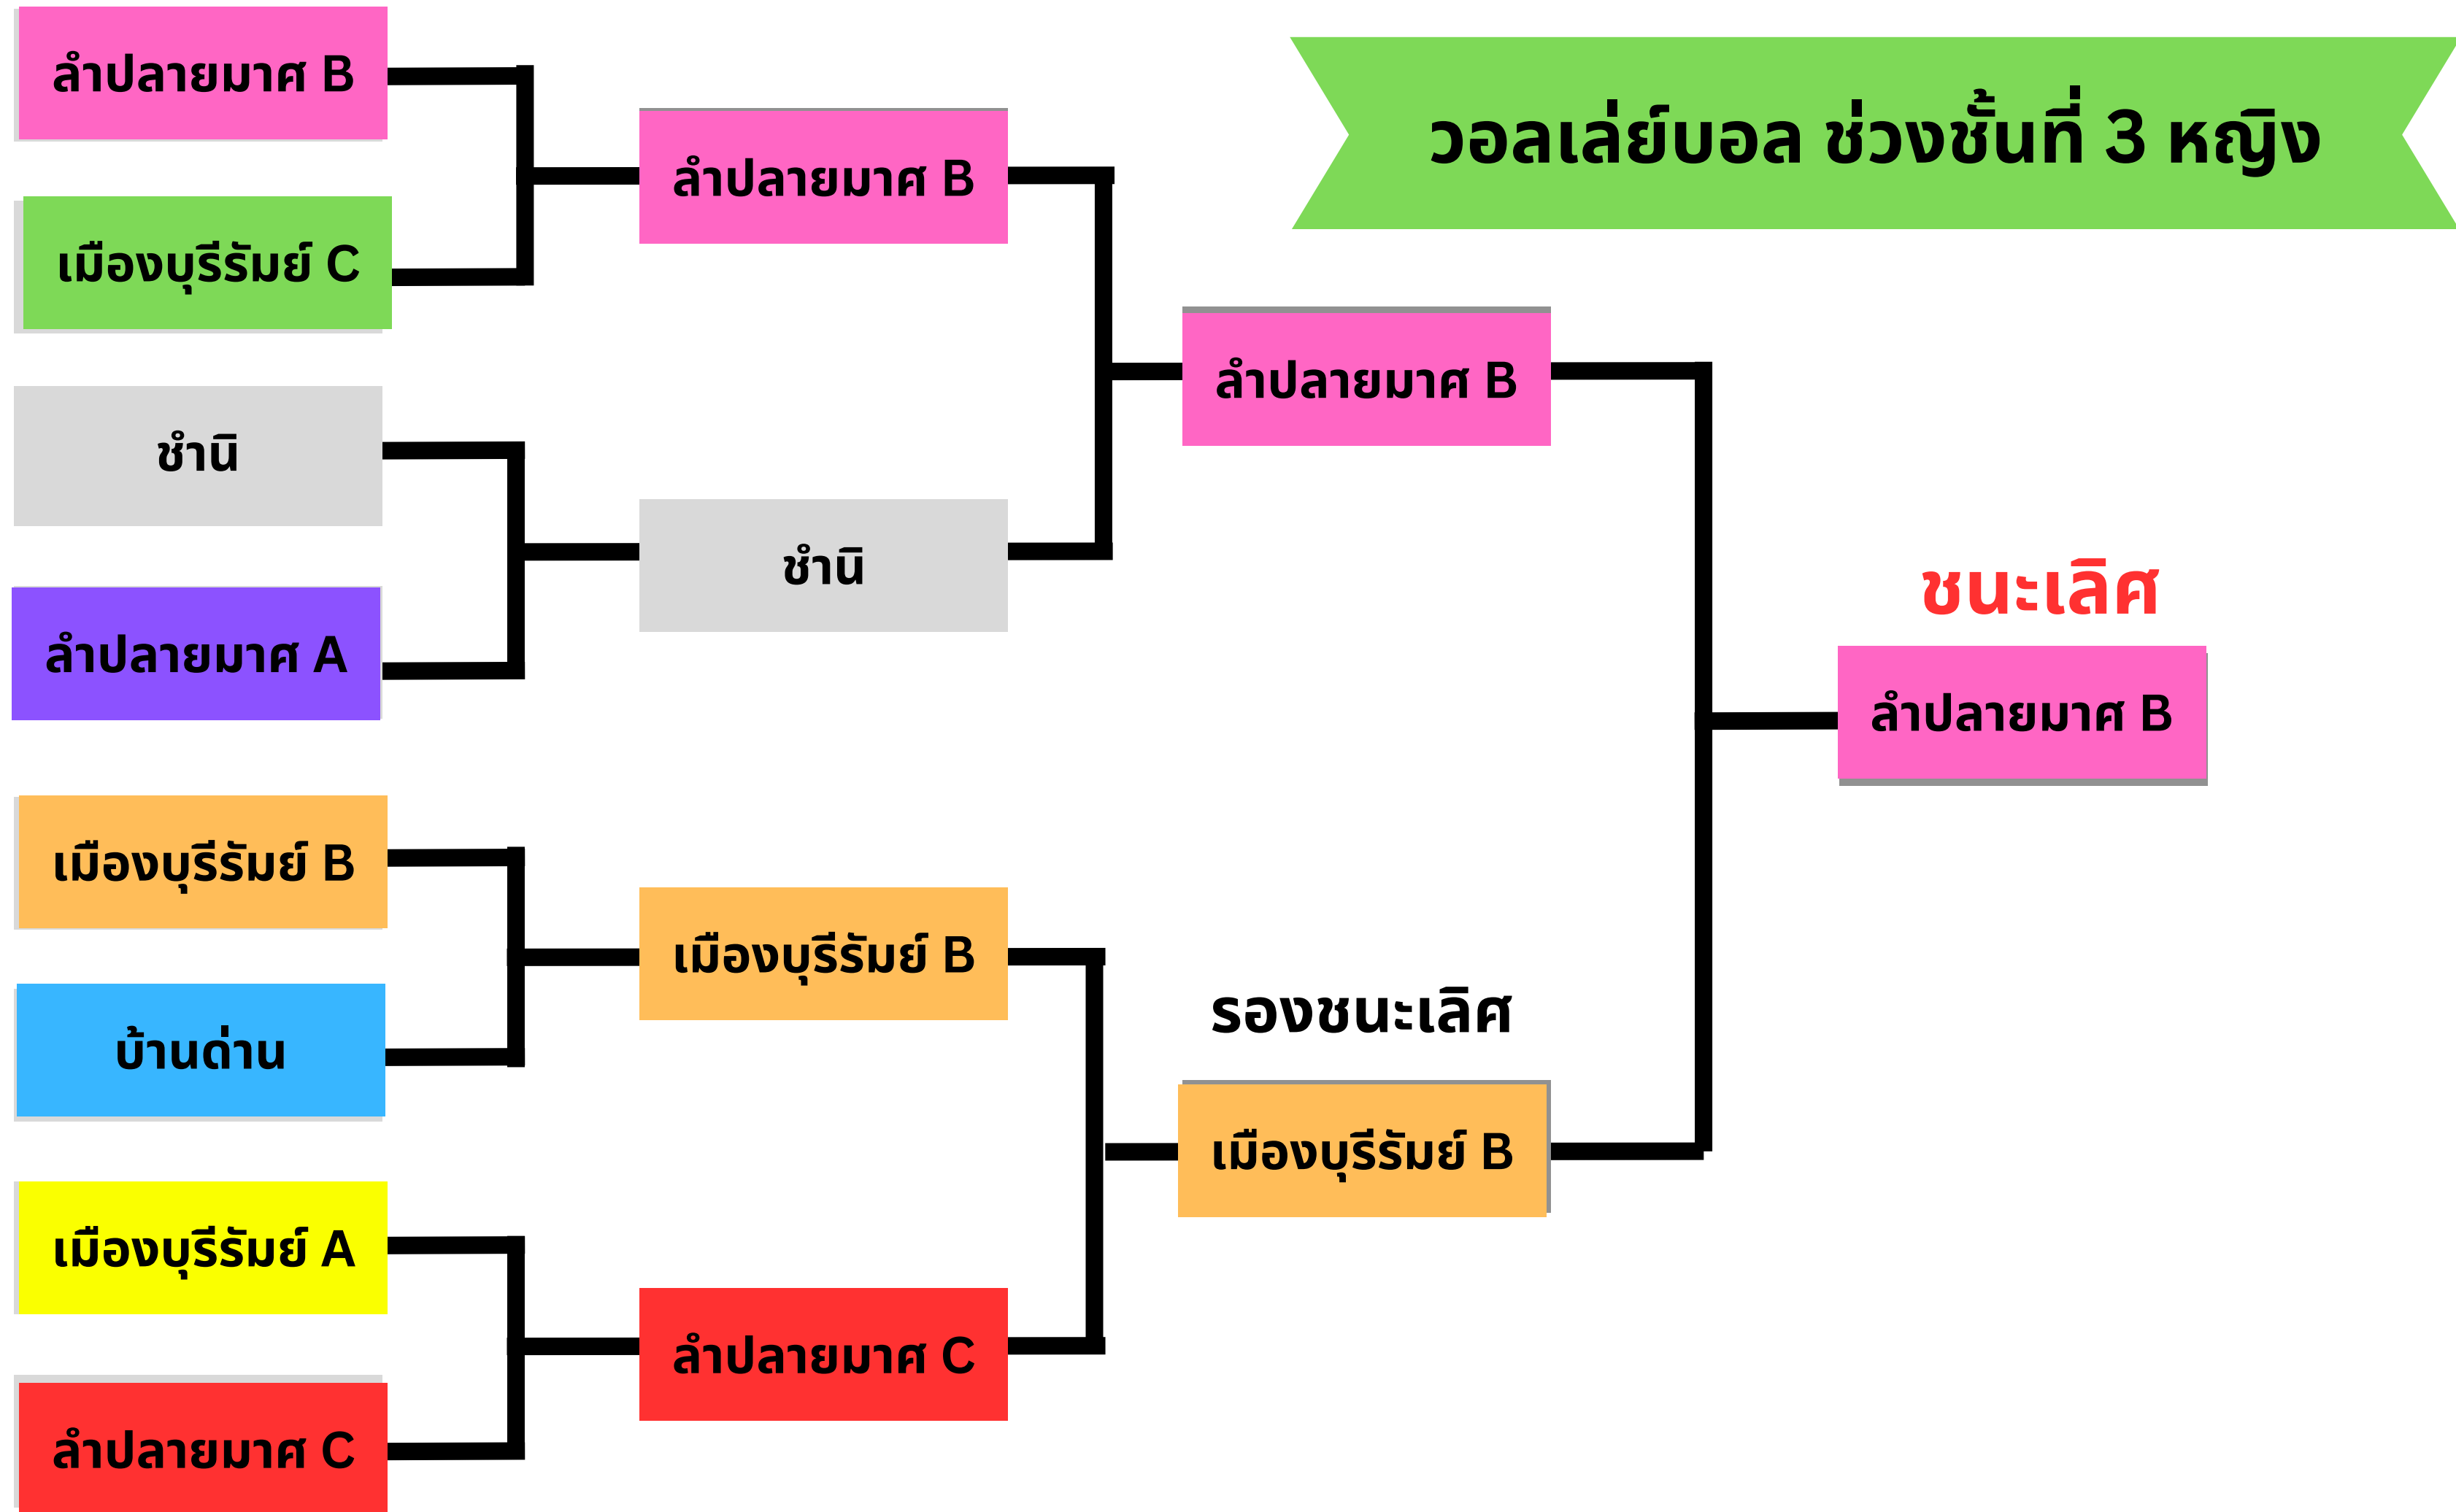 วอลเล่ย์บอล ช่วงชั้นที่ 3 หญิง
ลำปลายมาศ B
เมืองบุรีรัมย์ C
ชำนิ
ลำปลายมาศ A
เมืองบุรีรัมย์ B
บ้านด่าน
เมืองบุรีรัมย์ A
ลำปลายมาศ C
ลำปลายมาศ B
ชำนิ
เมืองบุรีรัมย์ B
ลำปลายมาศ C
ลำปลายมาศ B
รองชนะเลิศ
เมืองบุรีรัมย์ B
ชนะเลิศ
ลำปลายมาศ B